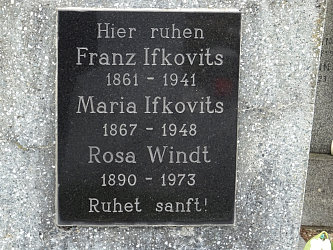 Hier ruhen
Franz Ifkovits
1861 - 1941
Maria Ifkovits
1867 - 1948
Rosa Windt
1890 - 1973
Ruhet sanft!